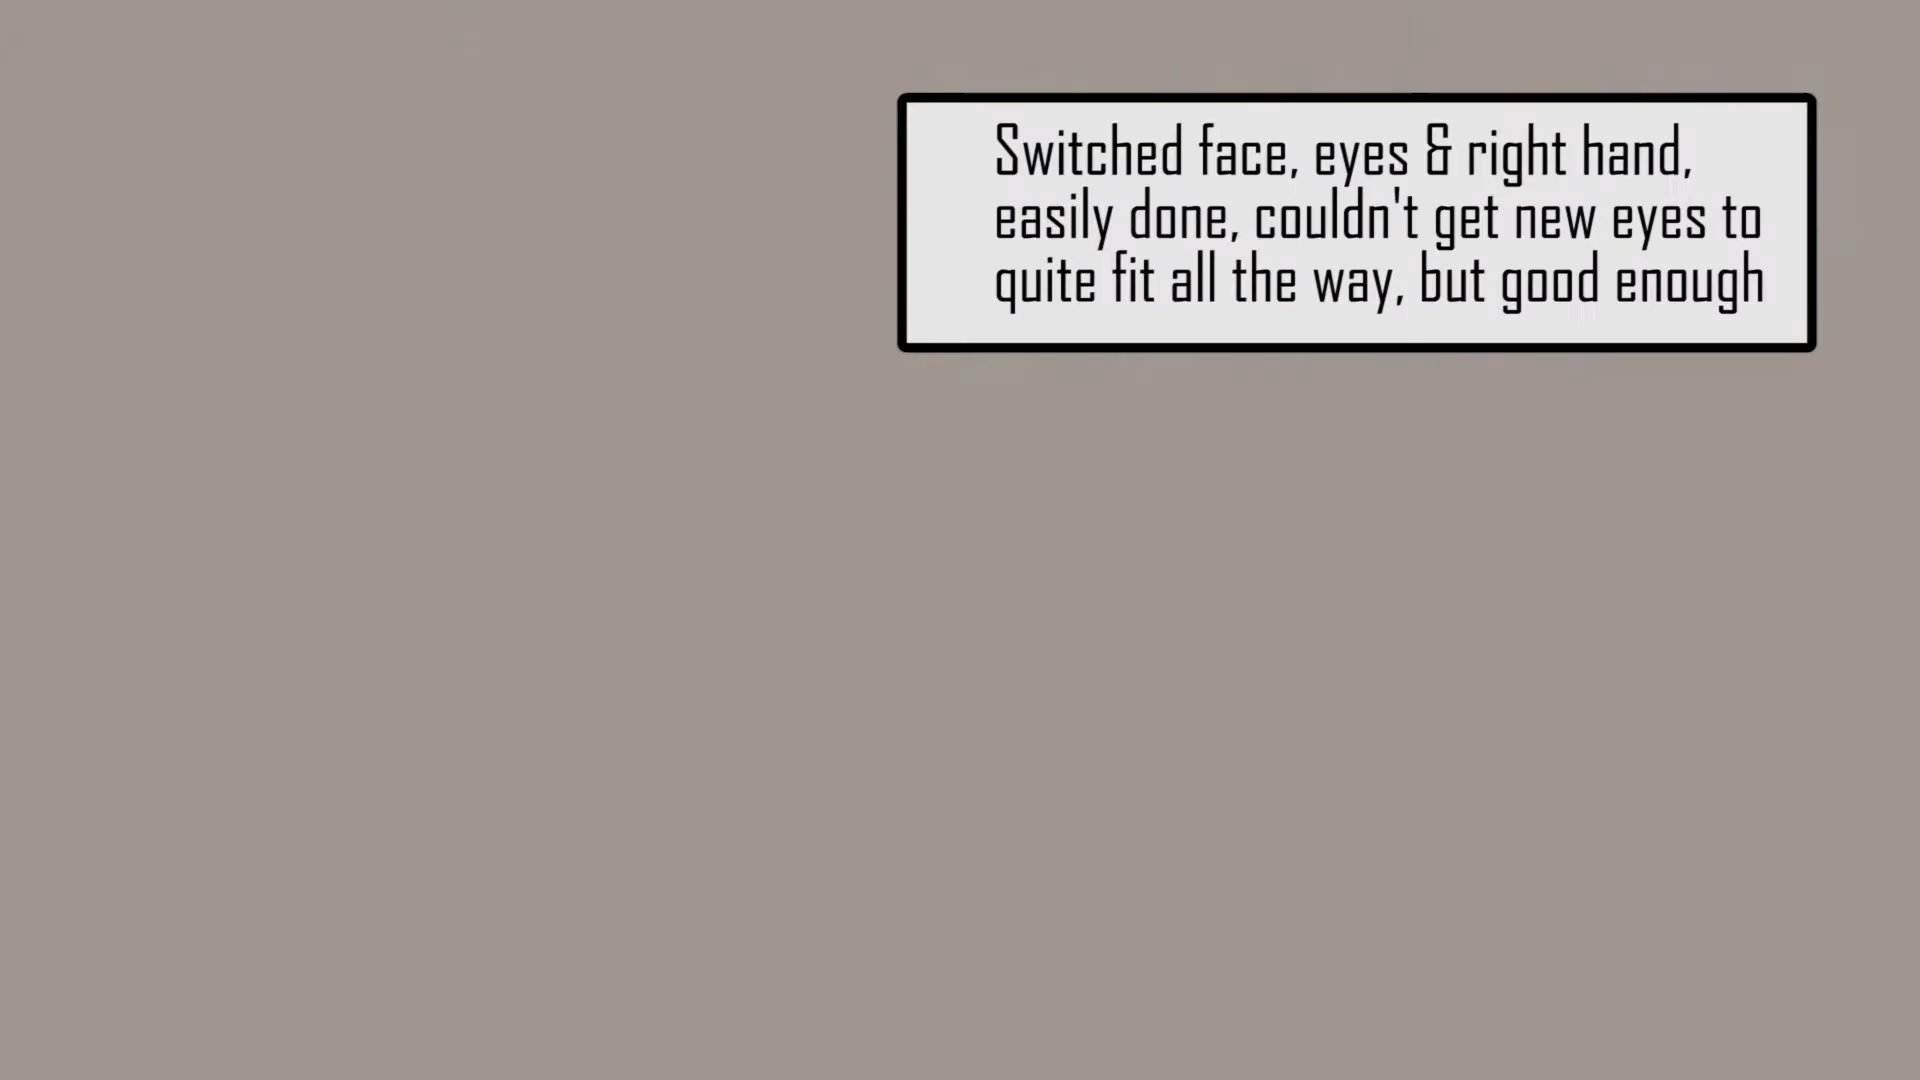 Switched face, eyes & right hand,
easily done, couldn't get new eyes to
quite fit all the way, but good enough